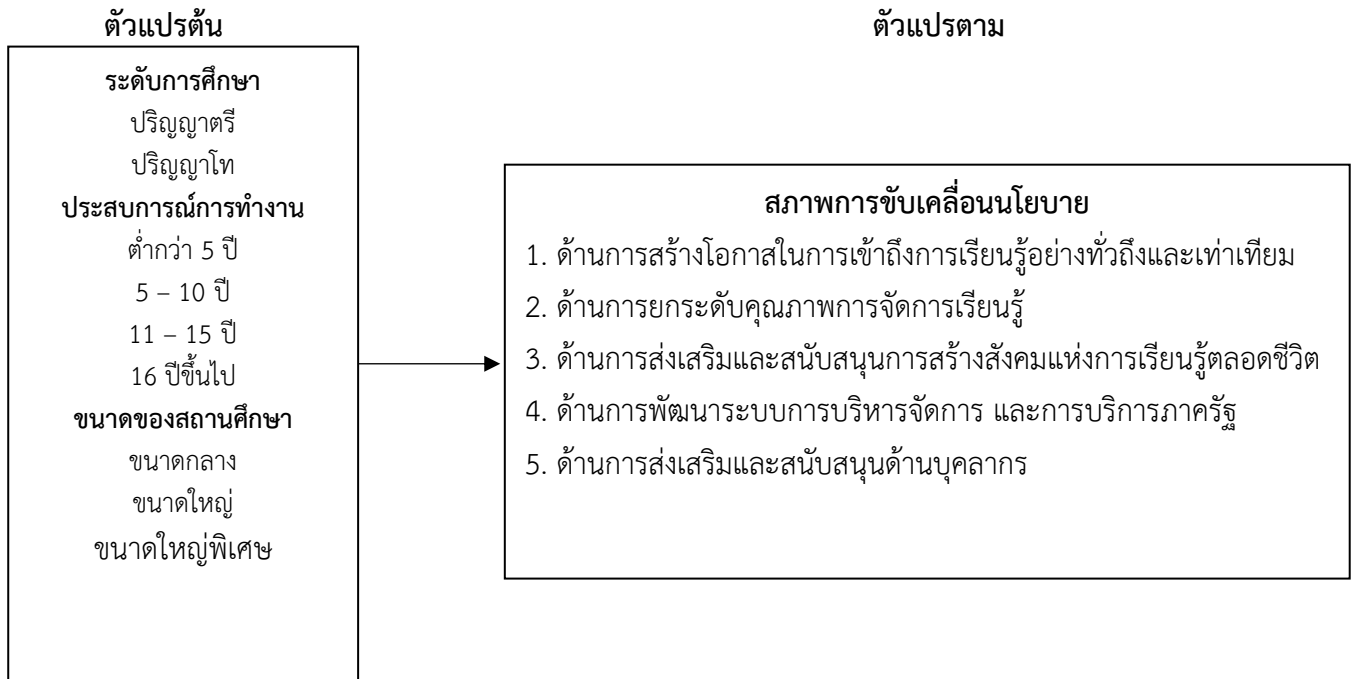 ตัวแปรต้น
ระดับการศึกษา
ปริญญาตรี
ปริญญาโท
ประสบการณ์การทำงาน
ต่ำกว่า 5 ปี
5 – 10 ปี
11 – 15 ปี
16 ปีขึ้นไป
ขนาดของสถานศึกษา
ขนาดกลาง
ขนาดใหญ่
ขนาดใหญ่พิเศษ
ตัวแปรตาม
สภาพการขับเคลื่อนนโยบาย
1. ด้านการสร้างโอกาสในการเข้าถึงการเรียนรู้อย่างทั่วถึงและเท่าเทียม
2. ด้านการยกระดับคุณภาพการจัดการเรียนรู้
3. ด้านการส่งเสริมและสนับสนุนการสร้างสังคมแห่งการเรียนรู้ตลอดชีวิต
4. ด้านการพัฒนาระบบการบริหารจัดการ และการบริการภาครัฐ
5. ด้านการส่งเสริมและสนับสนุนด้านบุคลากร